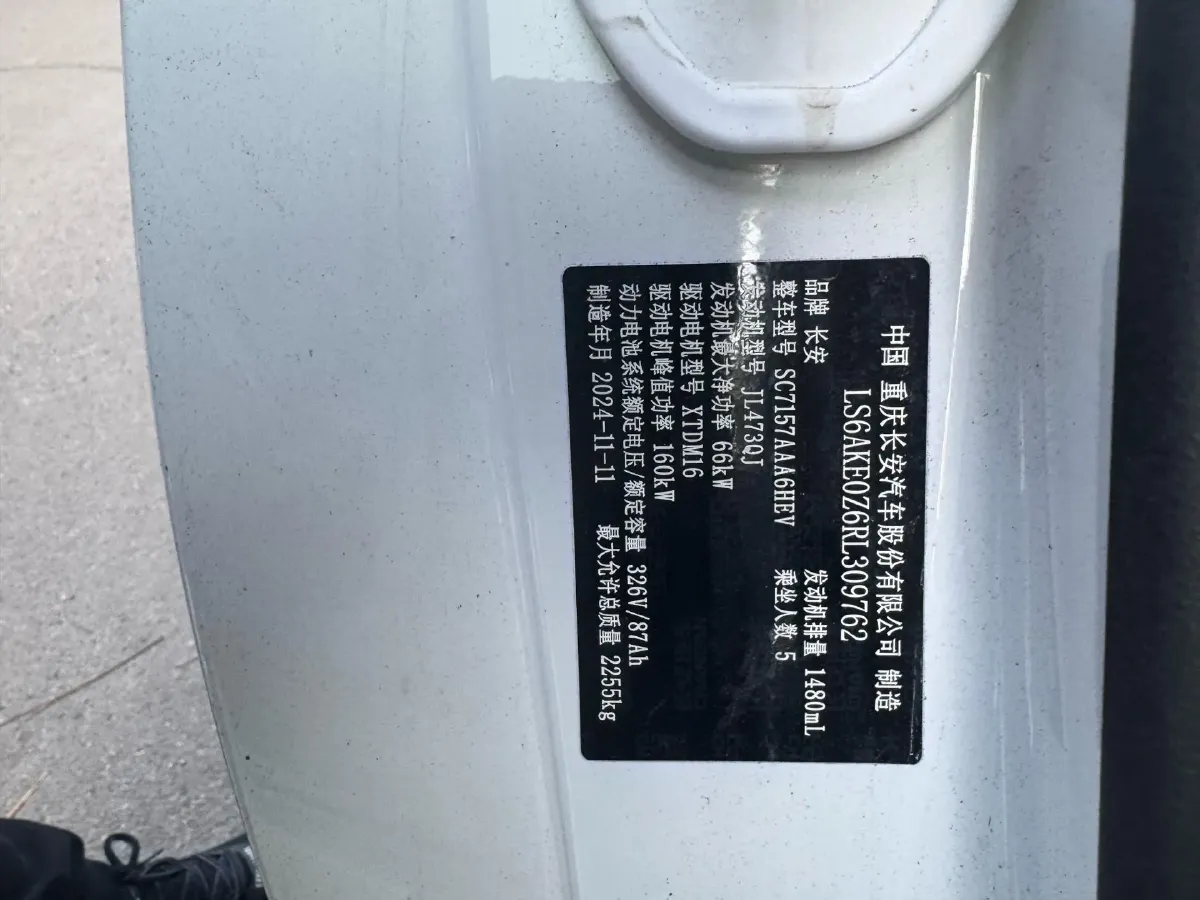 中国 重庆长安汽车股份有限公司 制造
LS6AKE0Z6RL309762
品牌 长安 发动机排量 1480mL
整车型号 SC7157AAA6HEV 乘坐人数 5
发动机型号 JL473QJ
发动机最大净功率 66kW
驱动电机型号 XTDM16
驱动电机峰值功率 160kW
动力电池系统额定电压/额定容量 326V/87Ah
制造年月 2024-11-11 最大允许总质量 2255kg